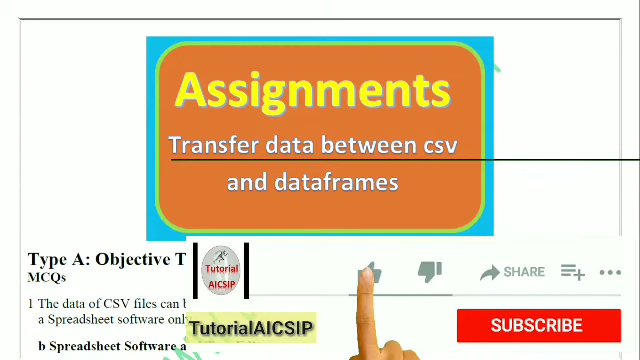 Assignments
Transfer data between csv
and dataframes
Type A: Objective T
MCQs
1 The data of CSV files can b
a Spreadsheet software only
b Spreadsheet Software a
Tutorial
AICSIP
SHARE
TutorialAICSIP
SUBSCRIBE